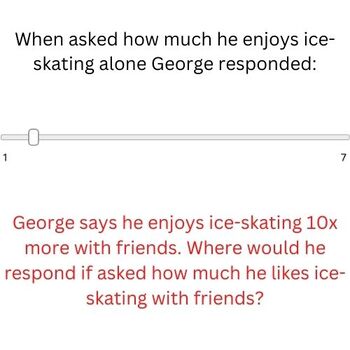 When asked how much he enjoys ice-
skating alone George responded:
1 7
George says he enjoys ice-skating 10x
more with friends. Where would he
respond if asked how much he likes ice-
skating with friends?